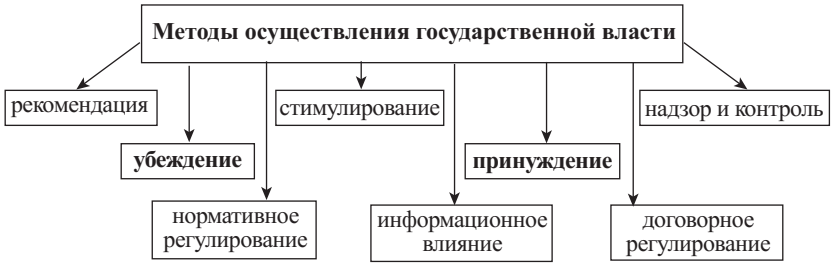 Методы осуществления государственной власти
рекомендация
стимулирование
надзор и контроль
убеждение
принуждение
нормативное
регулирование
информационное
влияние
договорное
регулирование